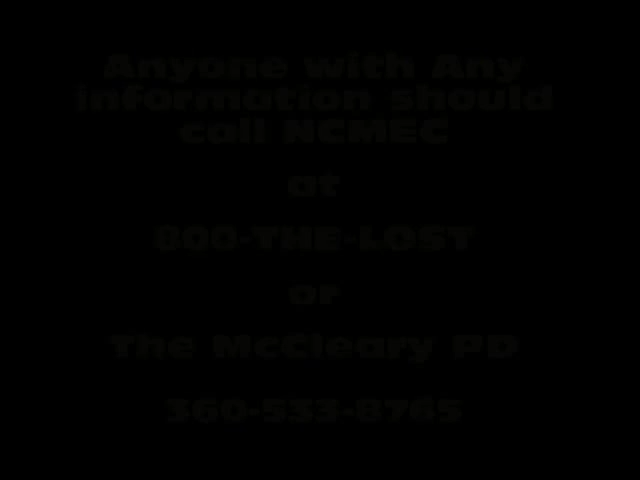 Anyone with Any
information should
call NCMEC
at
800-THE-LOST
or
The McCleary PD
360-533-8765